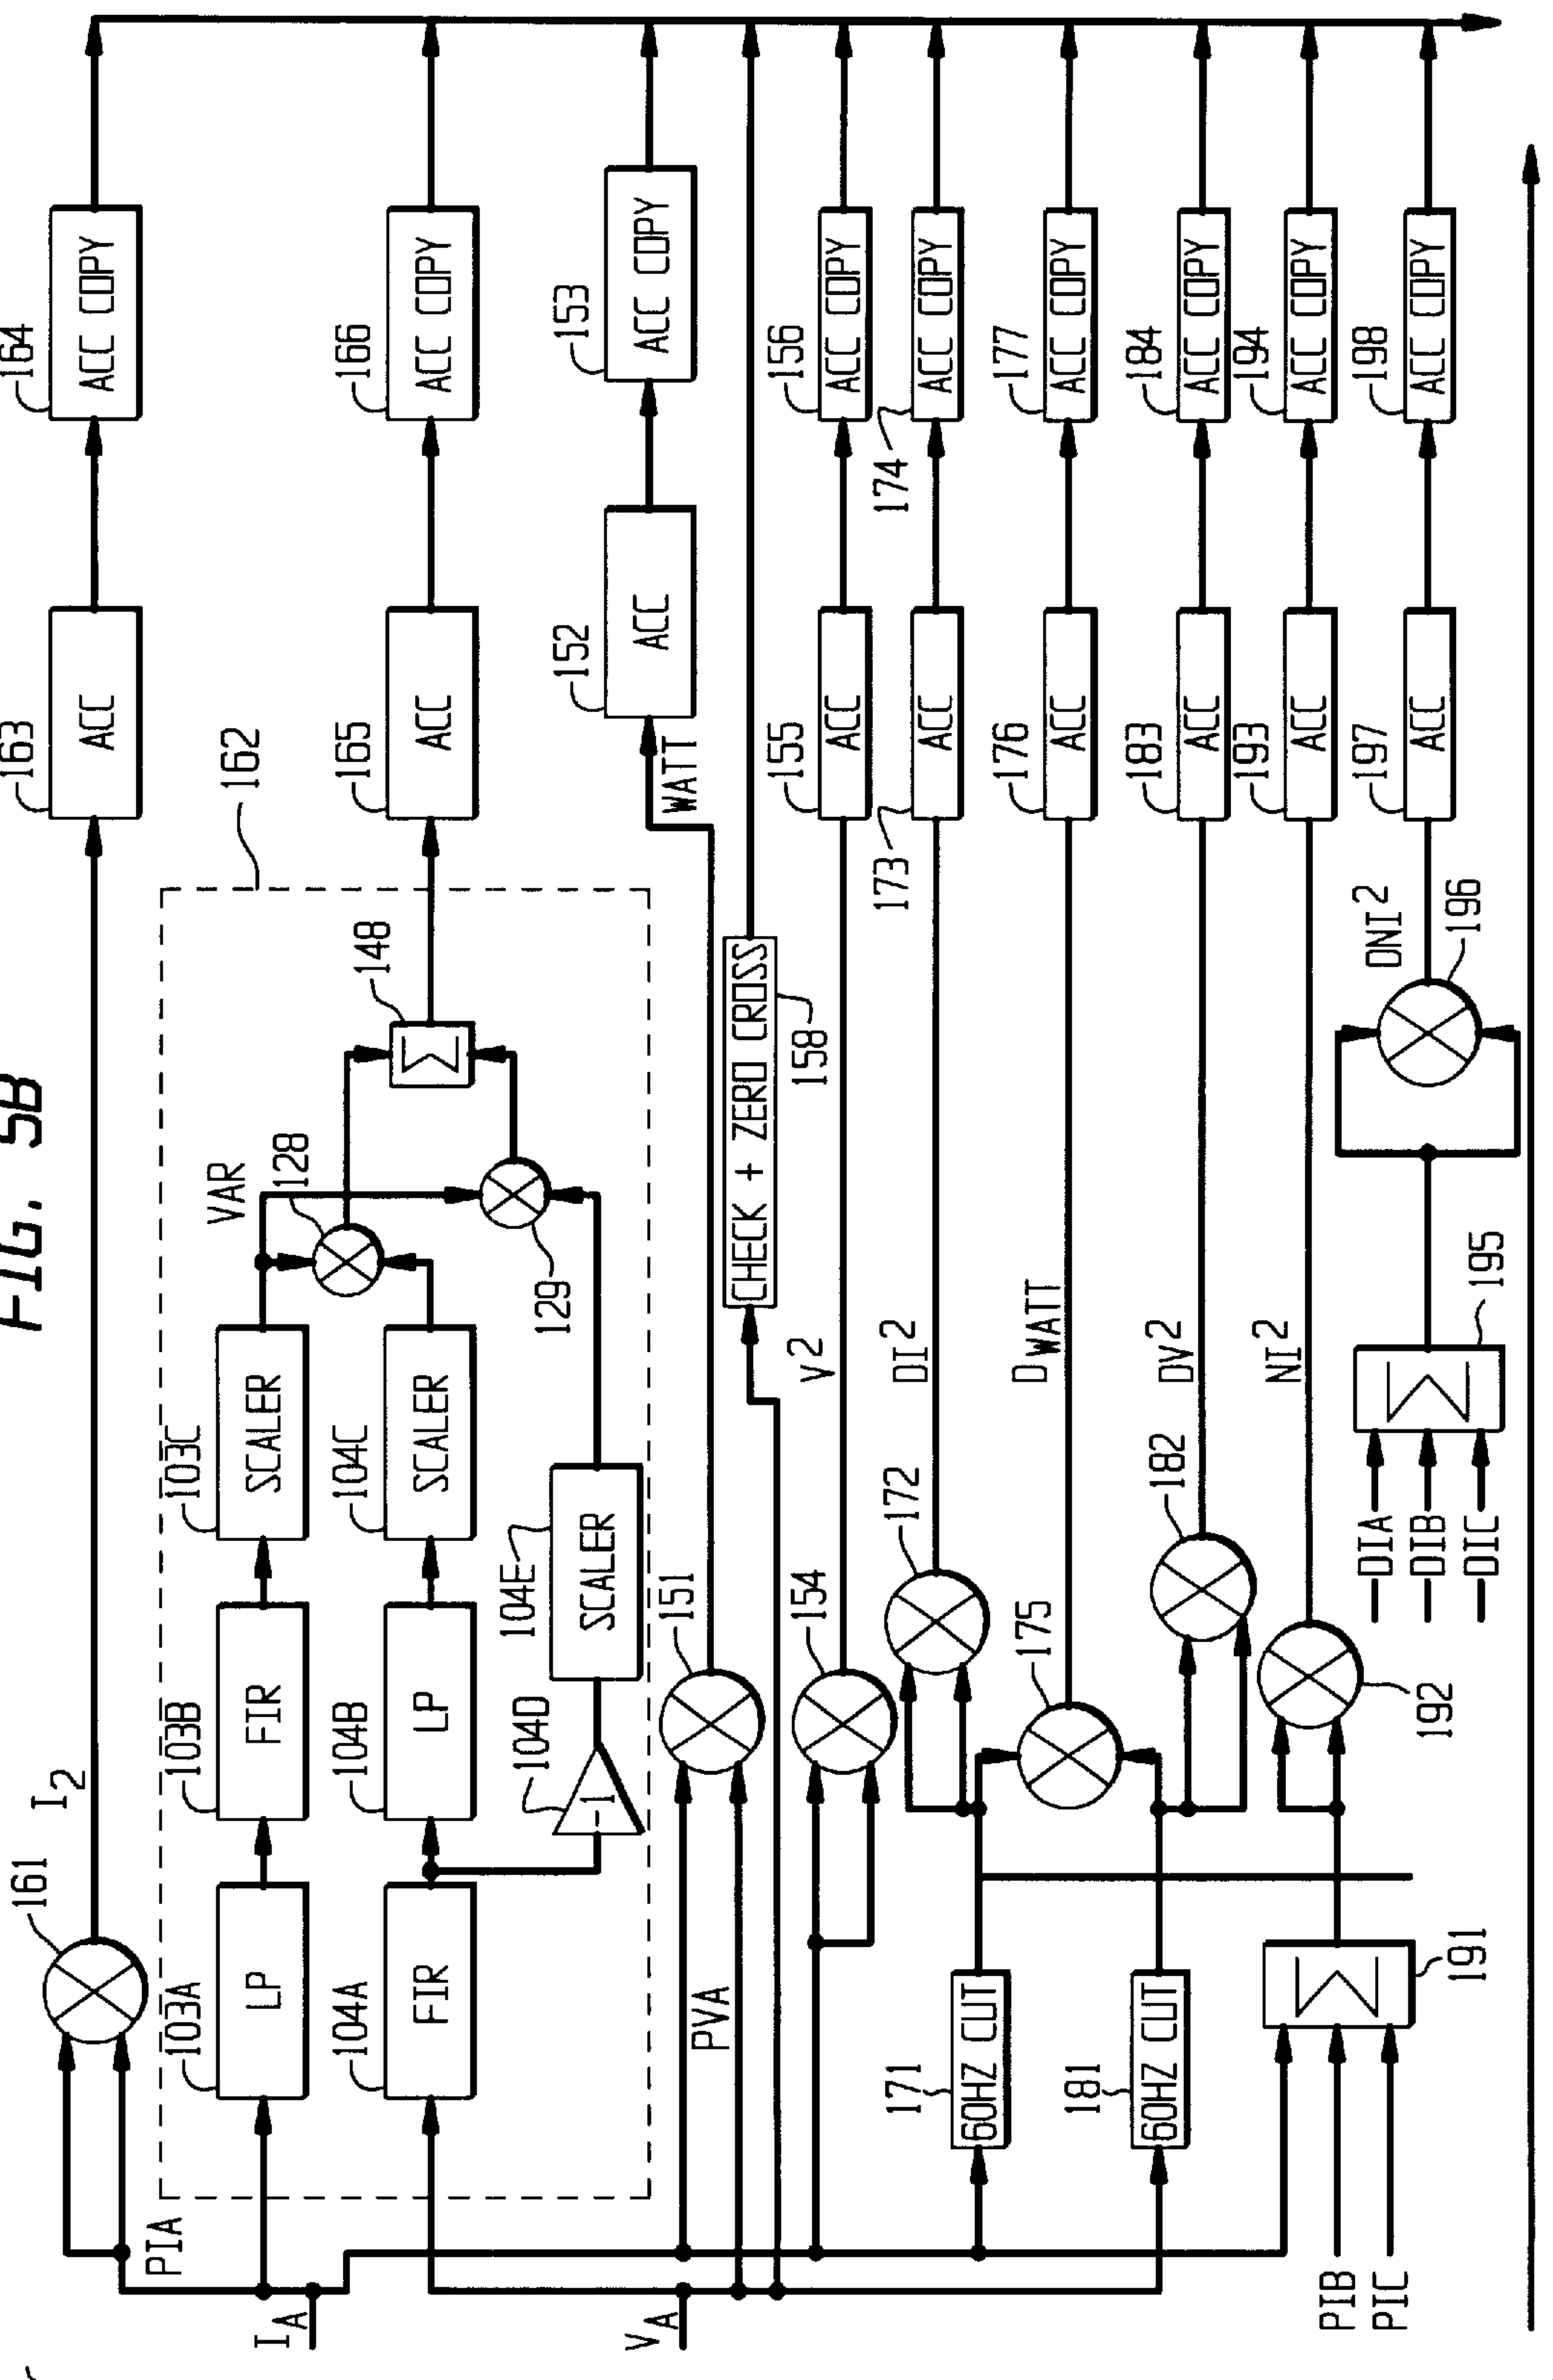 FIG. 5B
164
ACC COPY
163
ACC
I2
161
PIA
166
ACC COPY
165
ACC
162
148
VAR
128
129
103C
SCALER
103B
FIR
103A
LP
104C
SCALER
104B
LP
104A
FIR
104E
SCALER
104D
-1
IA
153
ACC COPY
152
ACC
WATT
151
PVA
VA
CHECK + ZERO CROSS
158
156
ACC COPY
155
ACC
V2
154
174
ACC COPY
173
ACC
DI2
172
171
60HZ CUT
177
ACC COPY
176
ACC
DWATT
175
184
ACC COPY
183
ACC
DV2
182
181
60HZ CUT
194
ACC COPY
193
ACC
NI2
192
191
PIB
PIC
198
ACC COPY
197
ACC
DNI2
196
195
DIA
DIB
DIC